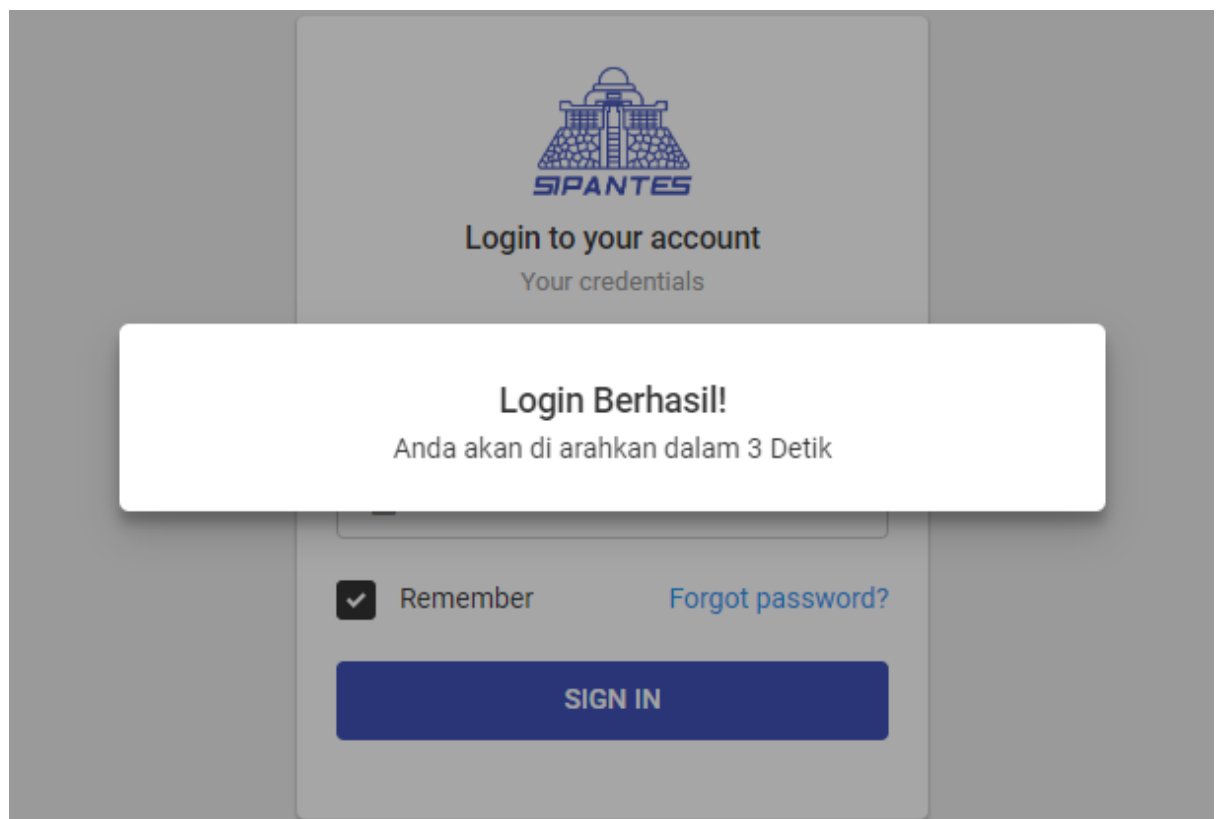 SIPANTES
Login to your account
Your credentials
Login Berhasil!
Anda akan di arahkan dalam 3 Detik
Remember
Forgot password?
SIGN IN